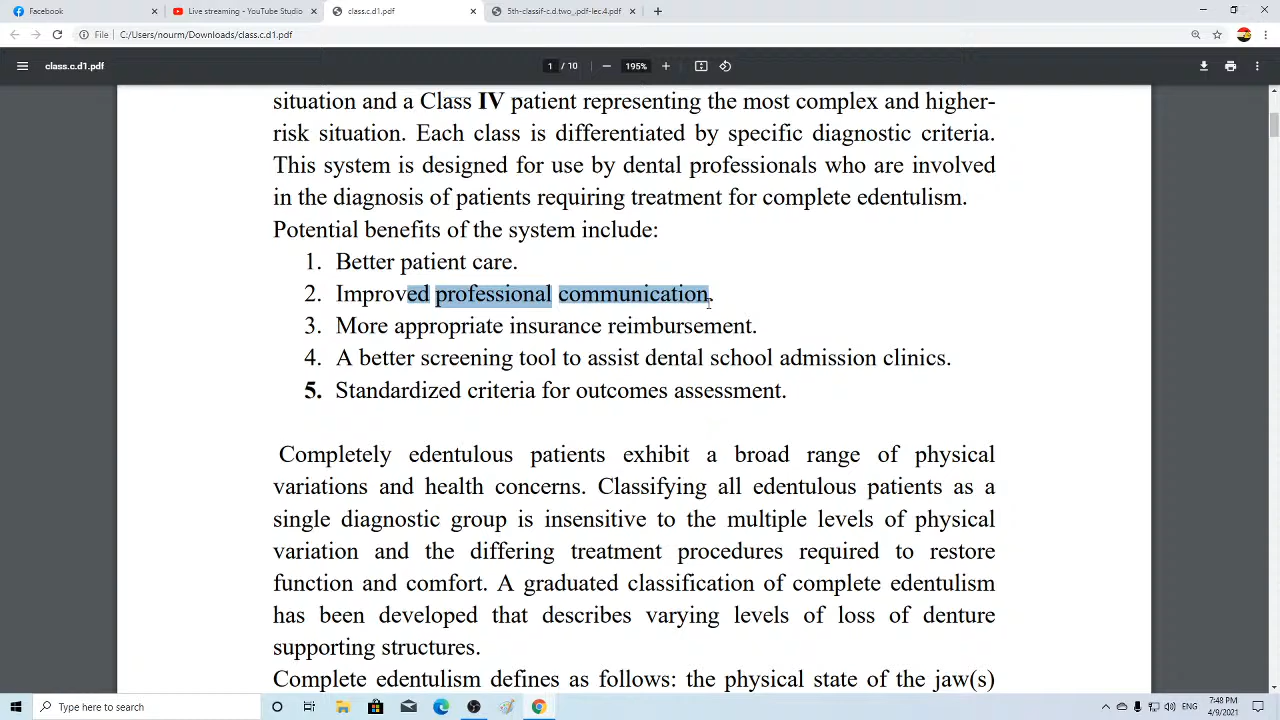 Facebook
Live streaming - YouTube Studio
class.c.d1.pdf
5th-classif-c.d.two_.pdf-lec.4.pdf
File | C:/Users/nourm/Downloads/class.c.d1.pdf
class.c.d1.pdf
1 / 10
195%
situation and a Class IV patient representing the most complex and higher-
risk situation. Each class is differentiated by specific diagnostic criteria.
This system is designed for use by dental professionals who are involved
in the diagnosis of patients requiring treatment for complete edentulism.
Potential benefits of the system include:
1. Better patient care.
2. Improved professional communication.
3. More appropriate insurance reimbursement.
4. A better screening tool to assist dental school admission clinics.
5. Standardized criteria for outcomes assessment.
Completely edentulous patients exhibit a broad range of physical
variations and health concerns. Classifying all edentulous patients as a
single diagnostic group is insensitive to the multiple levels of physical
variation and the differing treatment procedures required to restore
function and comfort. A graduated classification of complete edentulism
has been developed that describes varying levels of loss of denture
supporting structures.
Complete edentulism defines as follows: the physical state of the jaw(s)
Type here to search
7:48 PM
4/9/2021